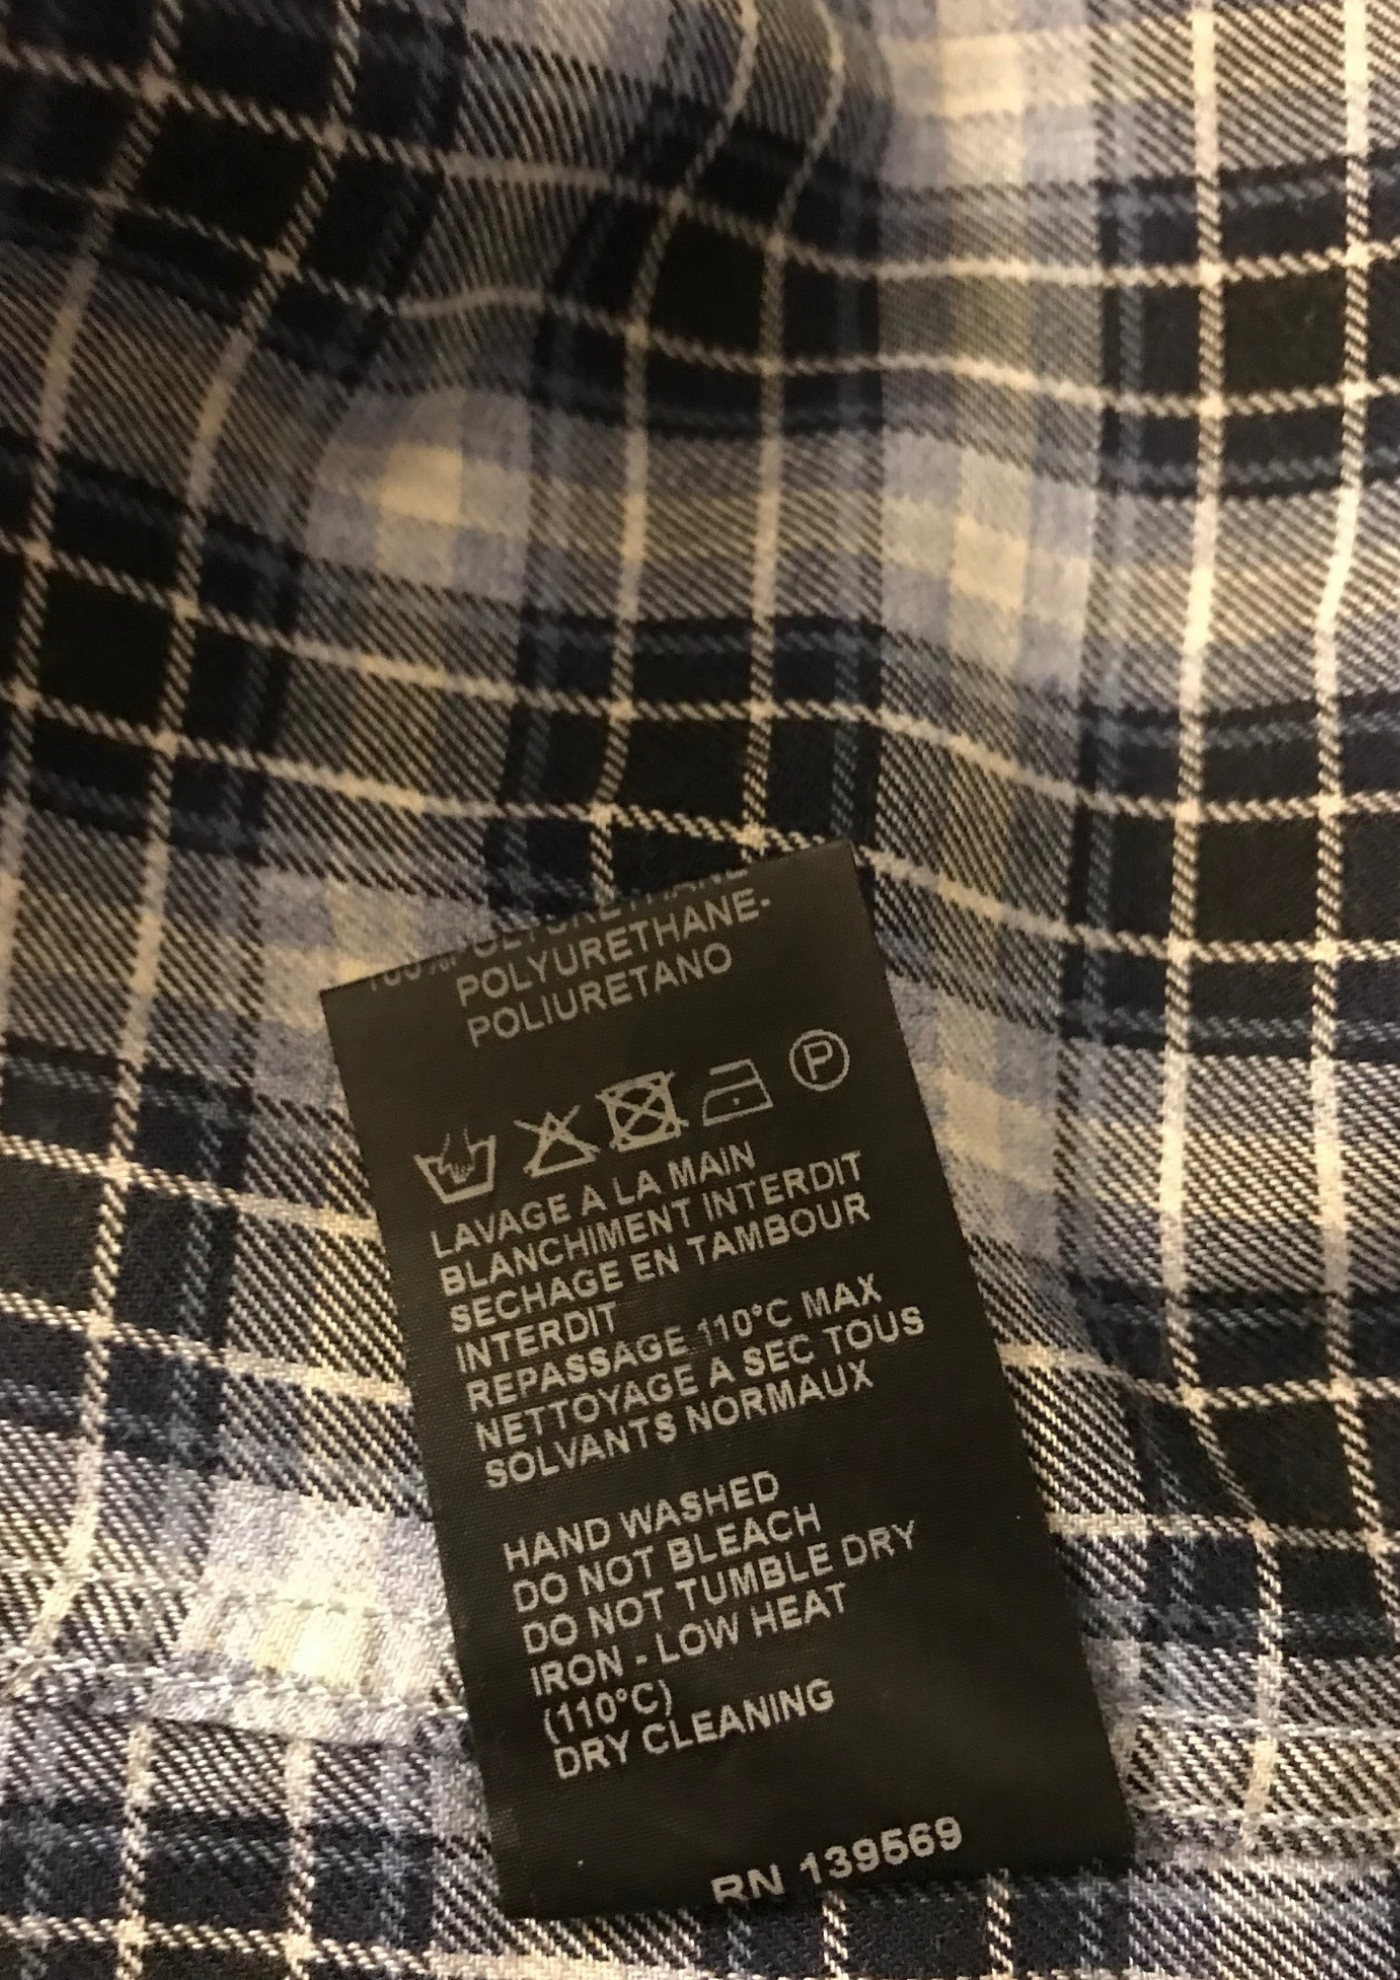 POLYURETHANE-
POLIURETANO
P
LAVAGE A LA MAIN
BLANCHIMENT INTERDIT
SECHAGE EN TAMBOUR
INTERDIT
REPASSAGE 110°C MAX
NETTOYAGE A SEC TOUS
SOLVANTS NORMAUX
HAND WASHED
DO NOT BLEACH
DO NOT TUMBLE DRY
IRON - LOW HEAT
(110°C)
DRY CLEANING
RN 139569